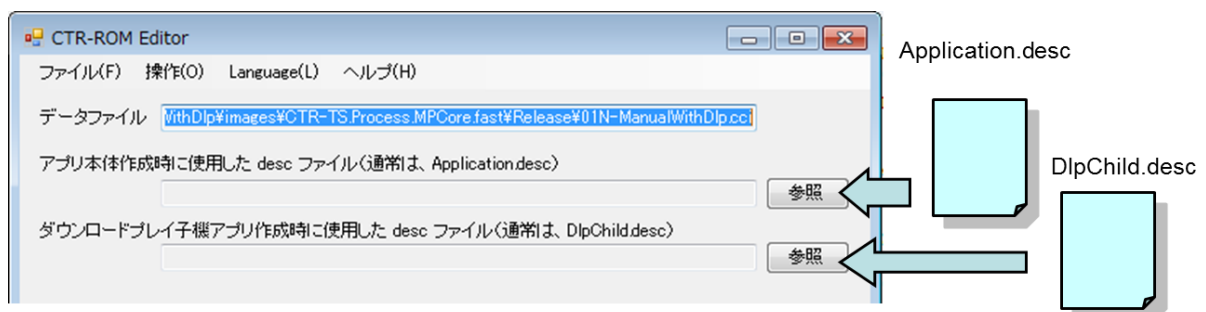 CTR-ROM Editor
ファイル(F) 操作(O) Language(L) ヘルプ(H)
データファイル WithDlp¥images¥CTR-TS.Process.MPCore.fast¥Release¥01N-ManualWithDlp.cci
アプリ本体作成時に使用した desc ファイル(通常は、Application.desc)
参照
ダウンロードプレイ子機アプリ作成時に使用した desc ファイル(通常は、DlpChild.desc)
参照
Application.desc
DlpChild.desc